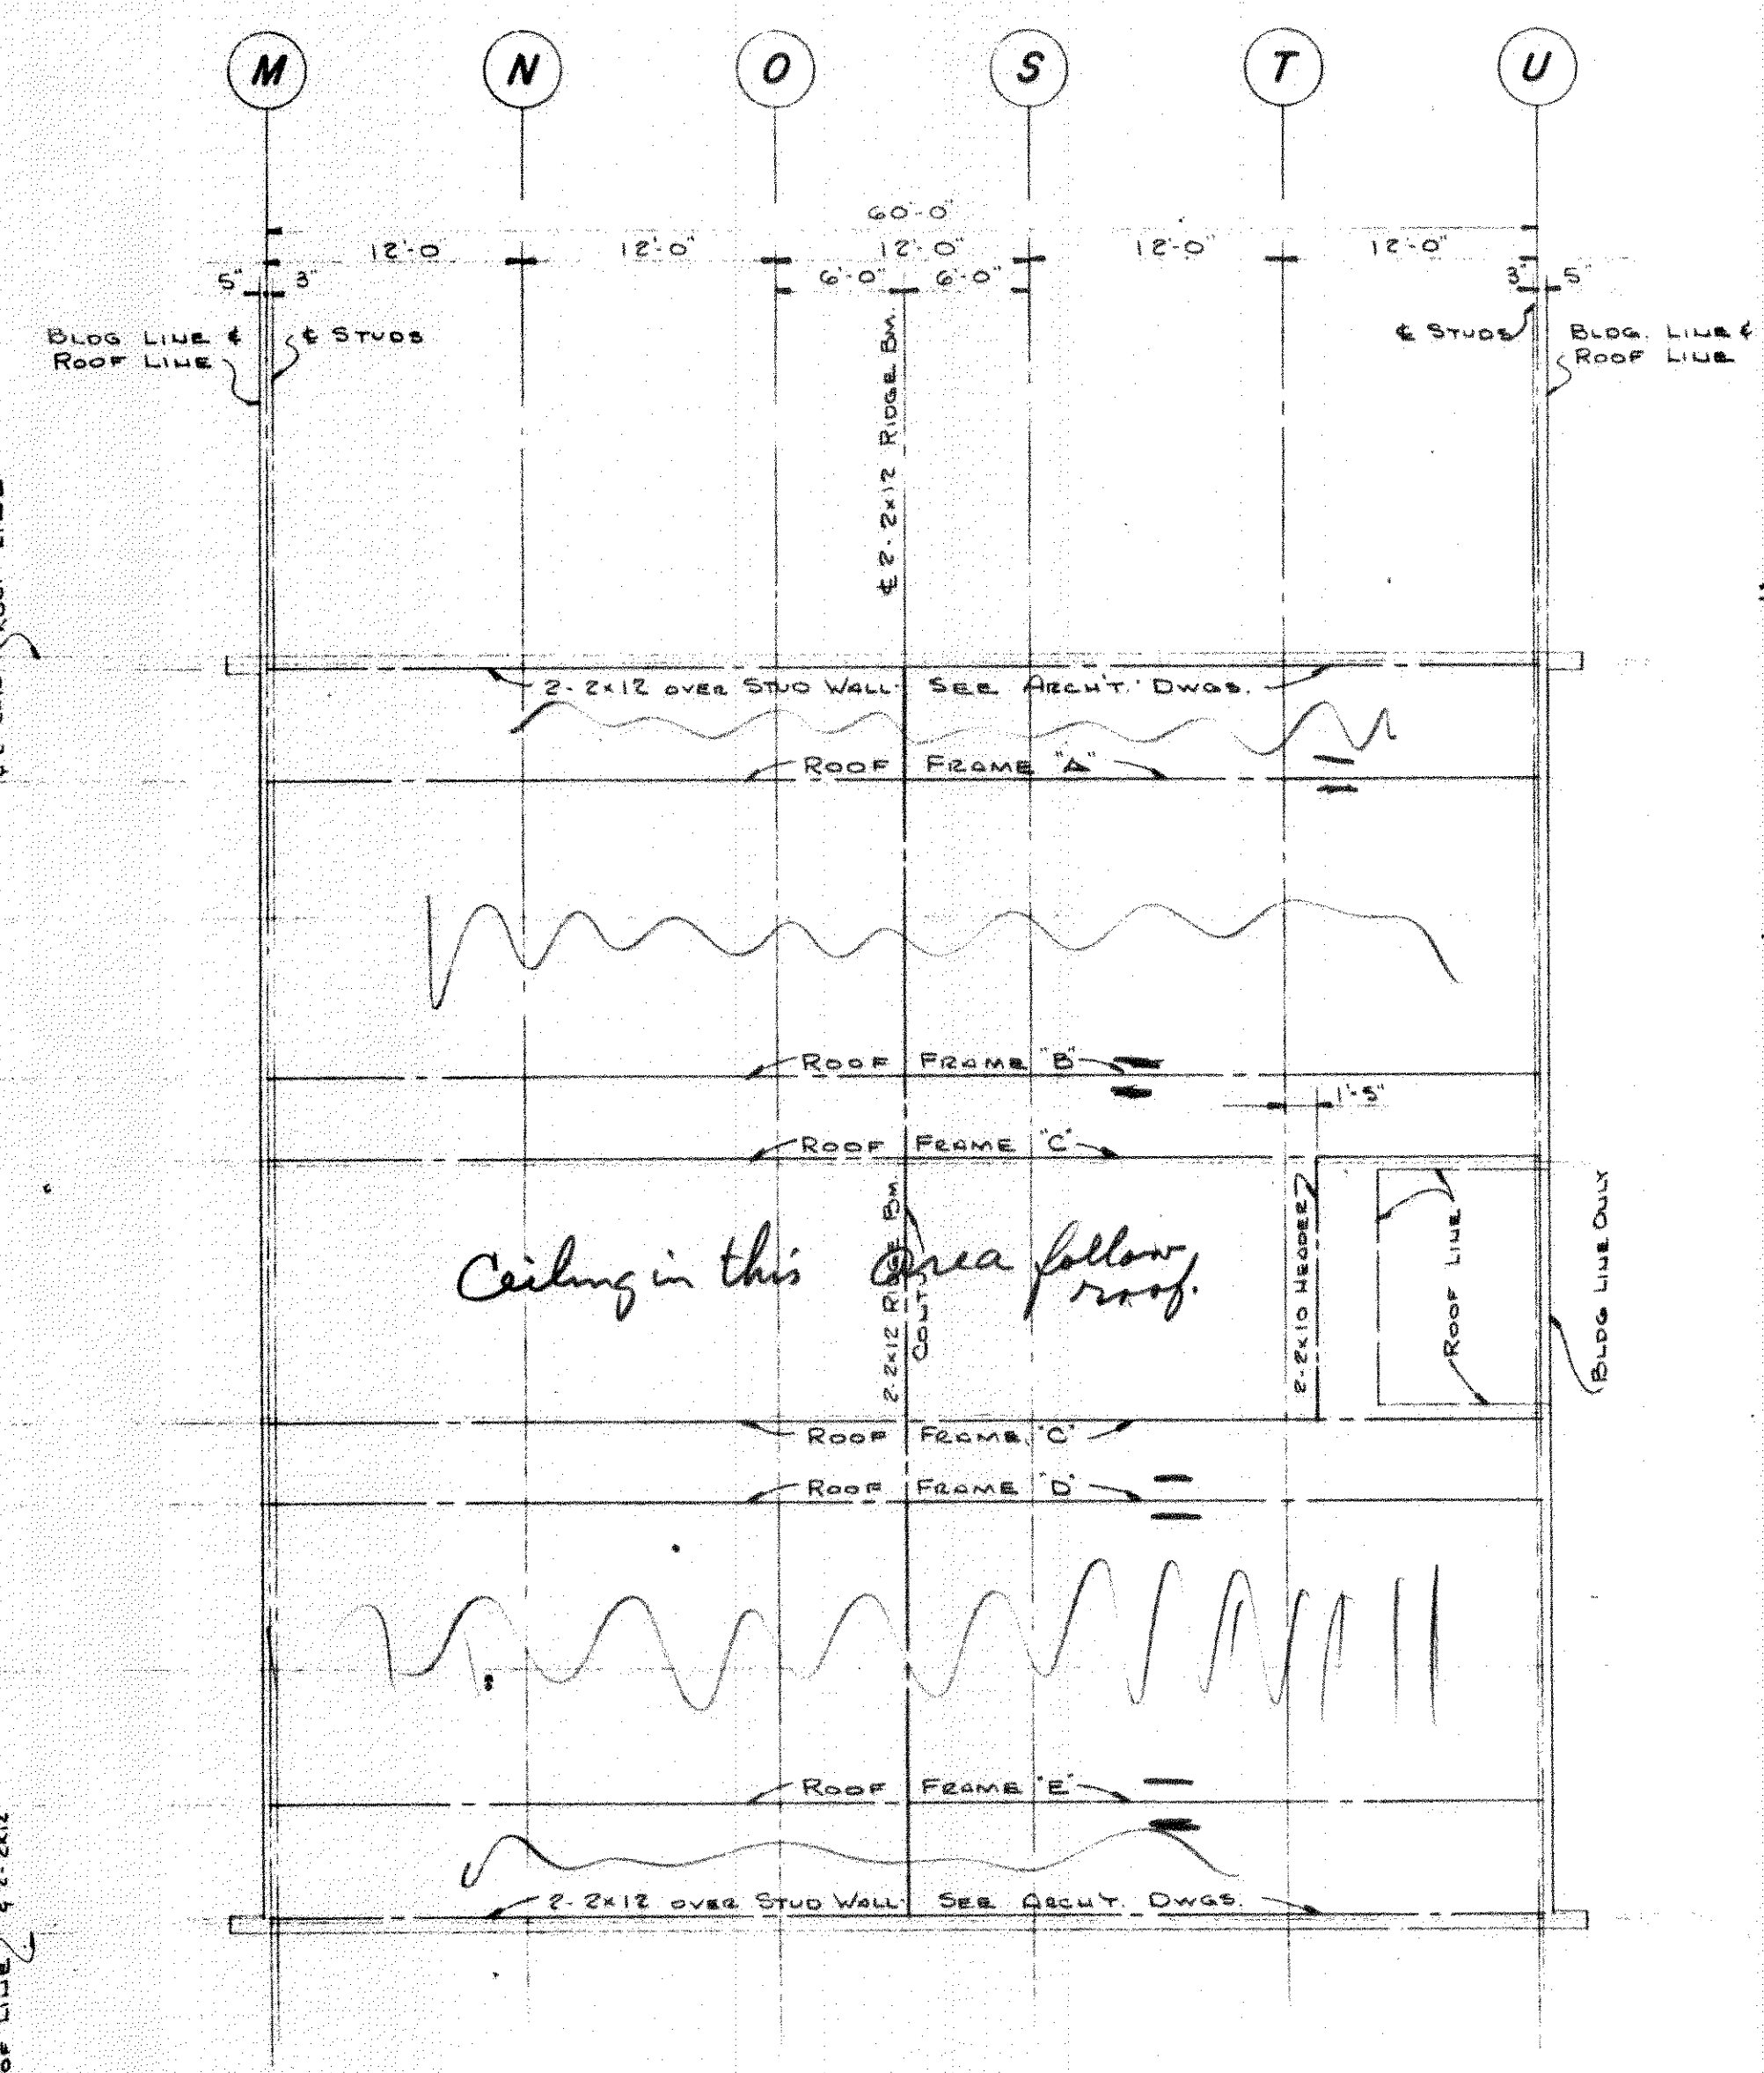 M N O S T U
60'-0"
12'-0 12'-0" 12'-0" 12'-0" 12'-0"
6'-0" 6'-0"
5" 3" 3" 5"
BLDG LINE &
ROOF LINE
℄ STUDS
℄ STUDS
BLDG. LINE &
ROOF LINE
℄ 2-2x12 RIDGE BM.
2-2x12 OVER STUD WALL· SEE ARCH'T. DWGS.
ROOF FRAME "A"
ROOF FRAME "B"
1'-5"
ROOF FRAME "C"
Ceiling in this area follow
roof.
2-2x12 RIDGE BM.
CONT.
2-2x10 HEADER
ROOF LINE
BLDG LINE ONLY
ROOF FRAME "C"
ROOF FRAME "D"
ROOF FRAME "E"
2-2x12 OVER STUD WALL· SEE ARCH'T. DWGS.
℄ 2-2x12
OF LINE